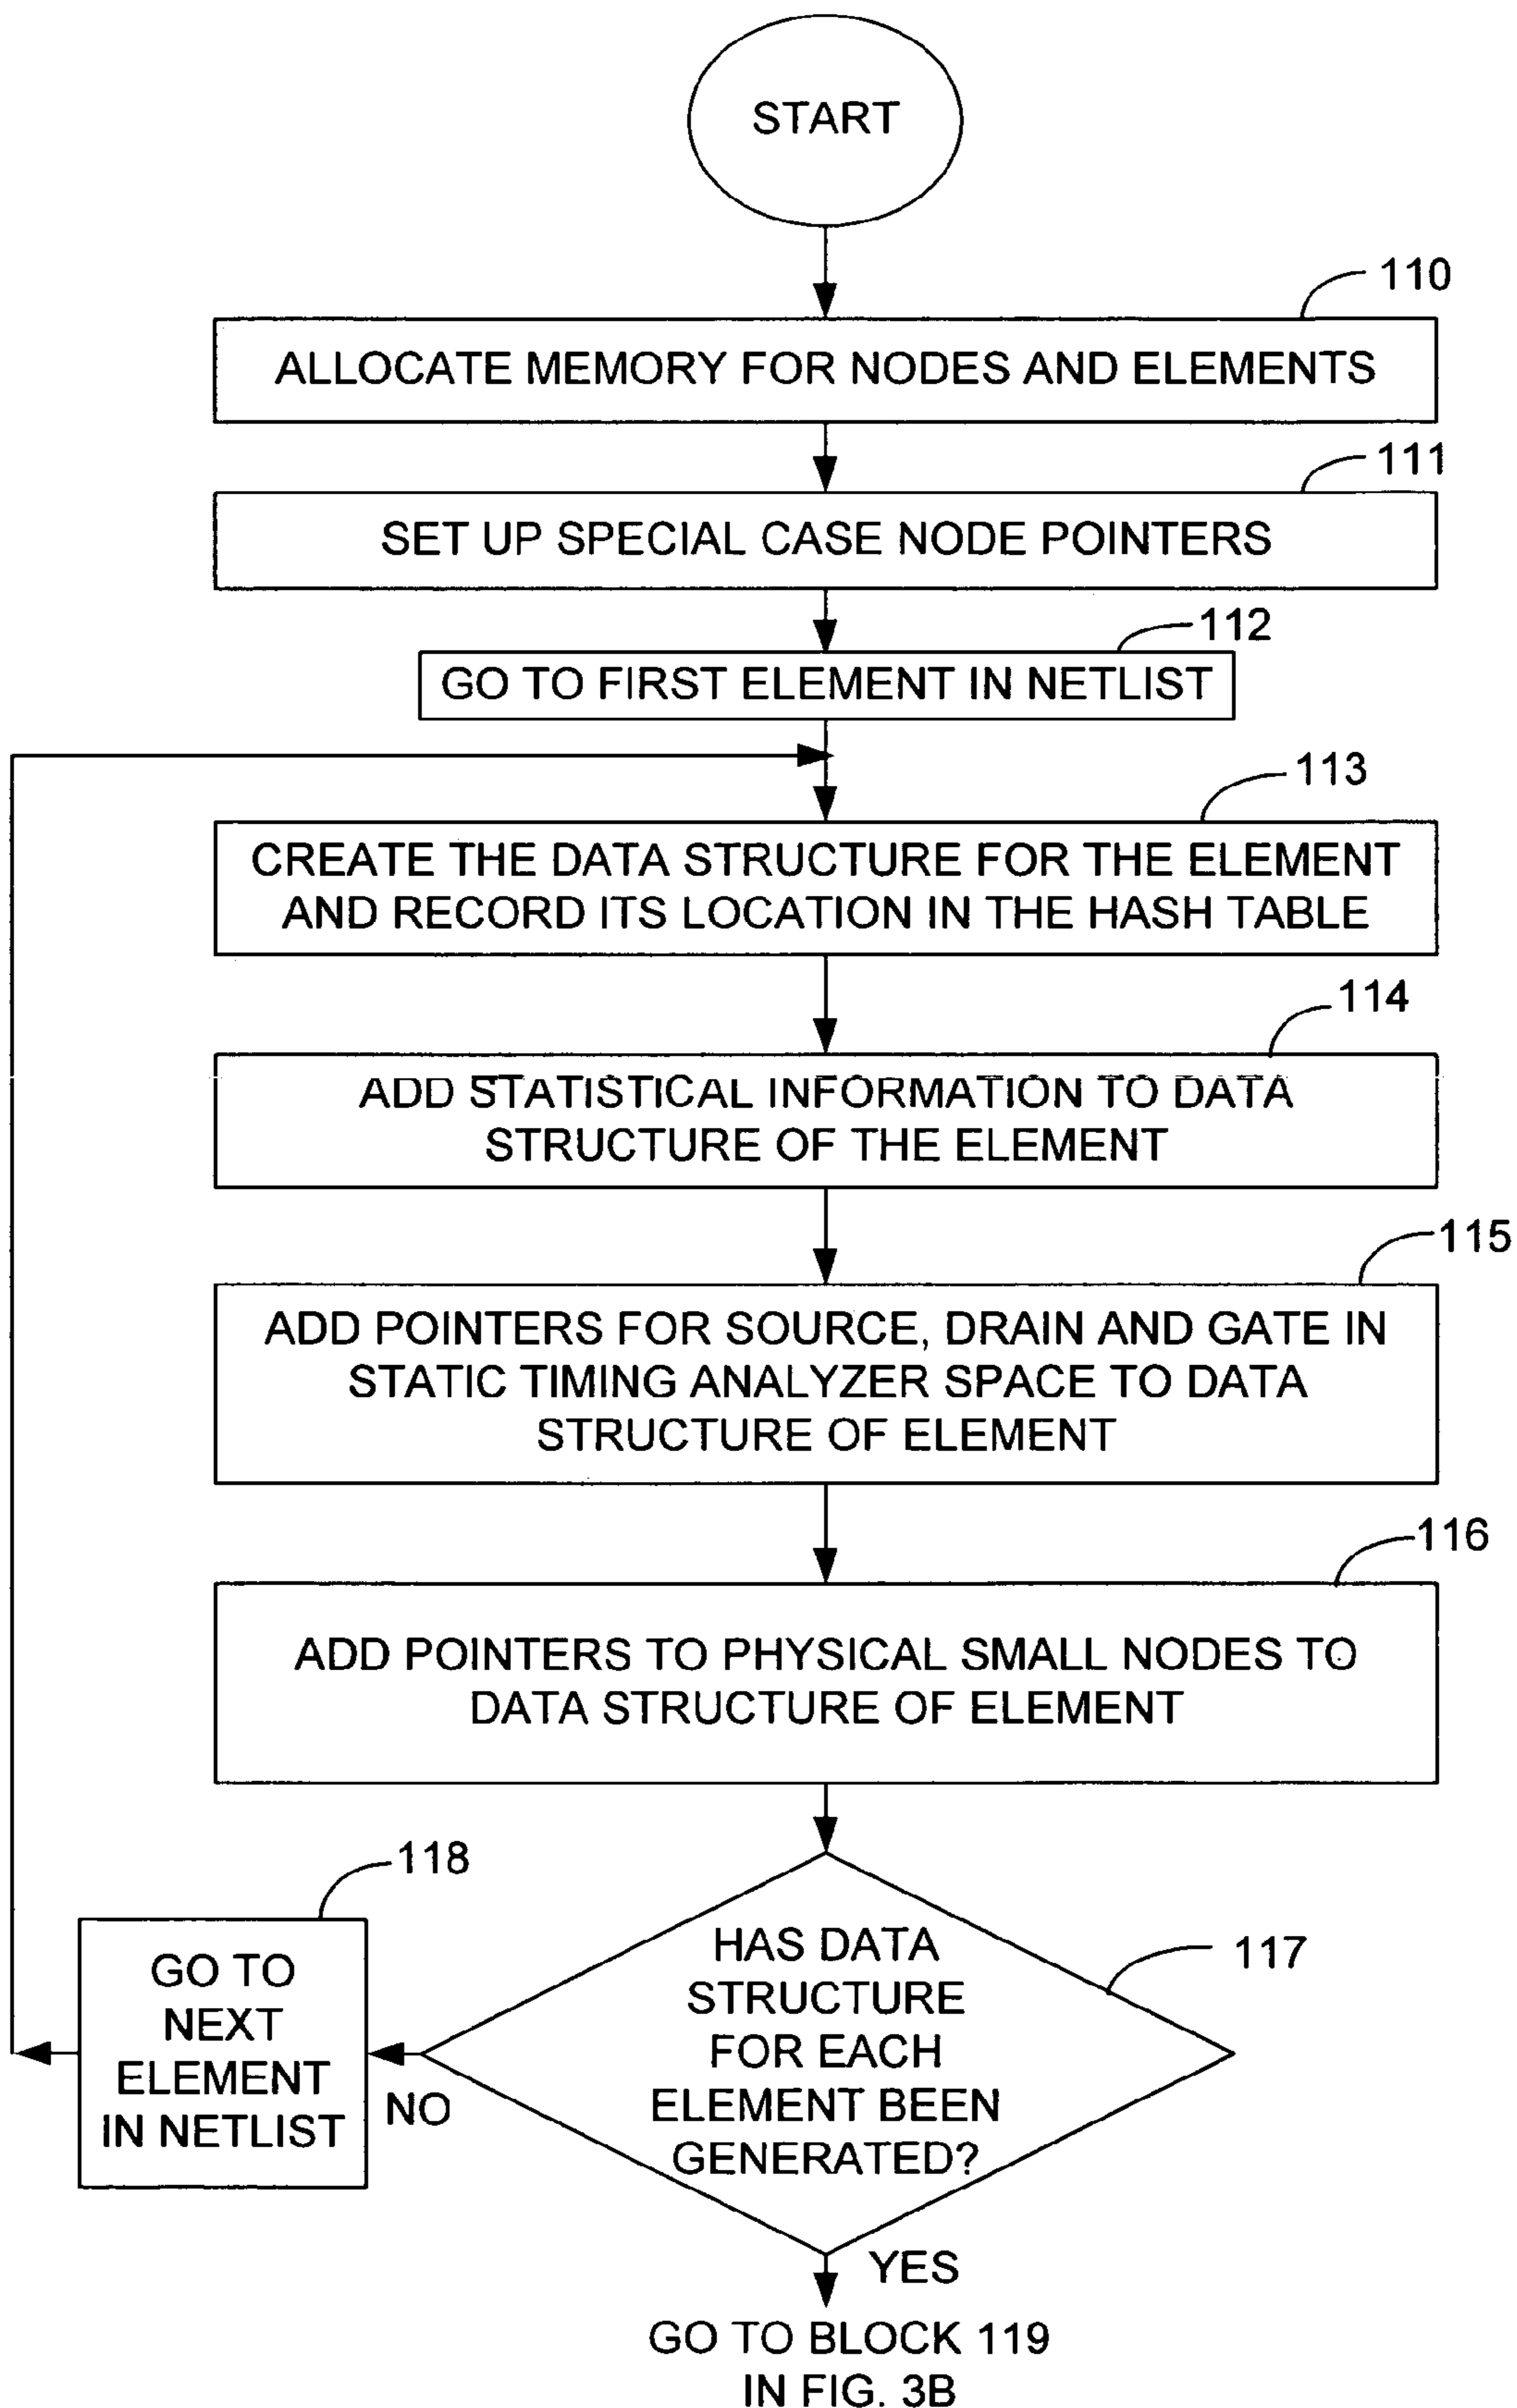 START
110
ALLOCATE MEMORY FOR NODES AND ELEMENTS
111
SET UP SPECIAL CASE NODE POINTERS
112
GO TO FIRST ELEMENT IN NETLIST
113
CREATE THE DATA STRUCTURE FOR THE ELEMENT
AND RECORD ITS LOCATION IN THE HASH TABLE
114
ADD STATISTICAL INFORMATION TO DATA
STRUCTURE OF THE ELEMENT
115
ADD POINTERS FOR SOURCE, DRAIN AND GATE IN
STATIC TIMING ANALYZER SPACE TO DATA
STRUCTURE OF ELEMENT
116
ADD POINTERS TO PHYSICAL SMALL NODES TO
DATA STRUCTURE OF ELEMENT
117
HAS DATA
STRUCTURE
FOR EACH
ELEMENT BEEN
GENERATED?
NO
118
GO TO
NEXT
ELEMENT
IN NETLIST
YES
GO TO BLOCK 119
IN FIG. 3B